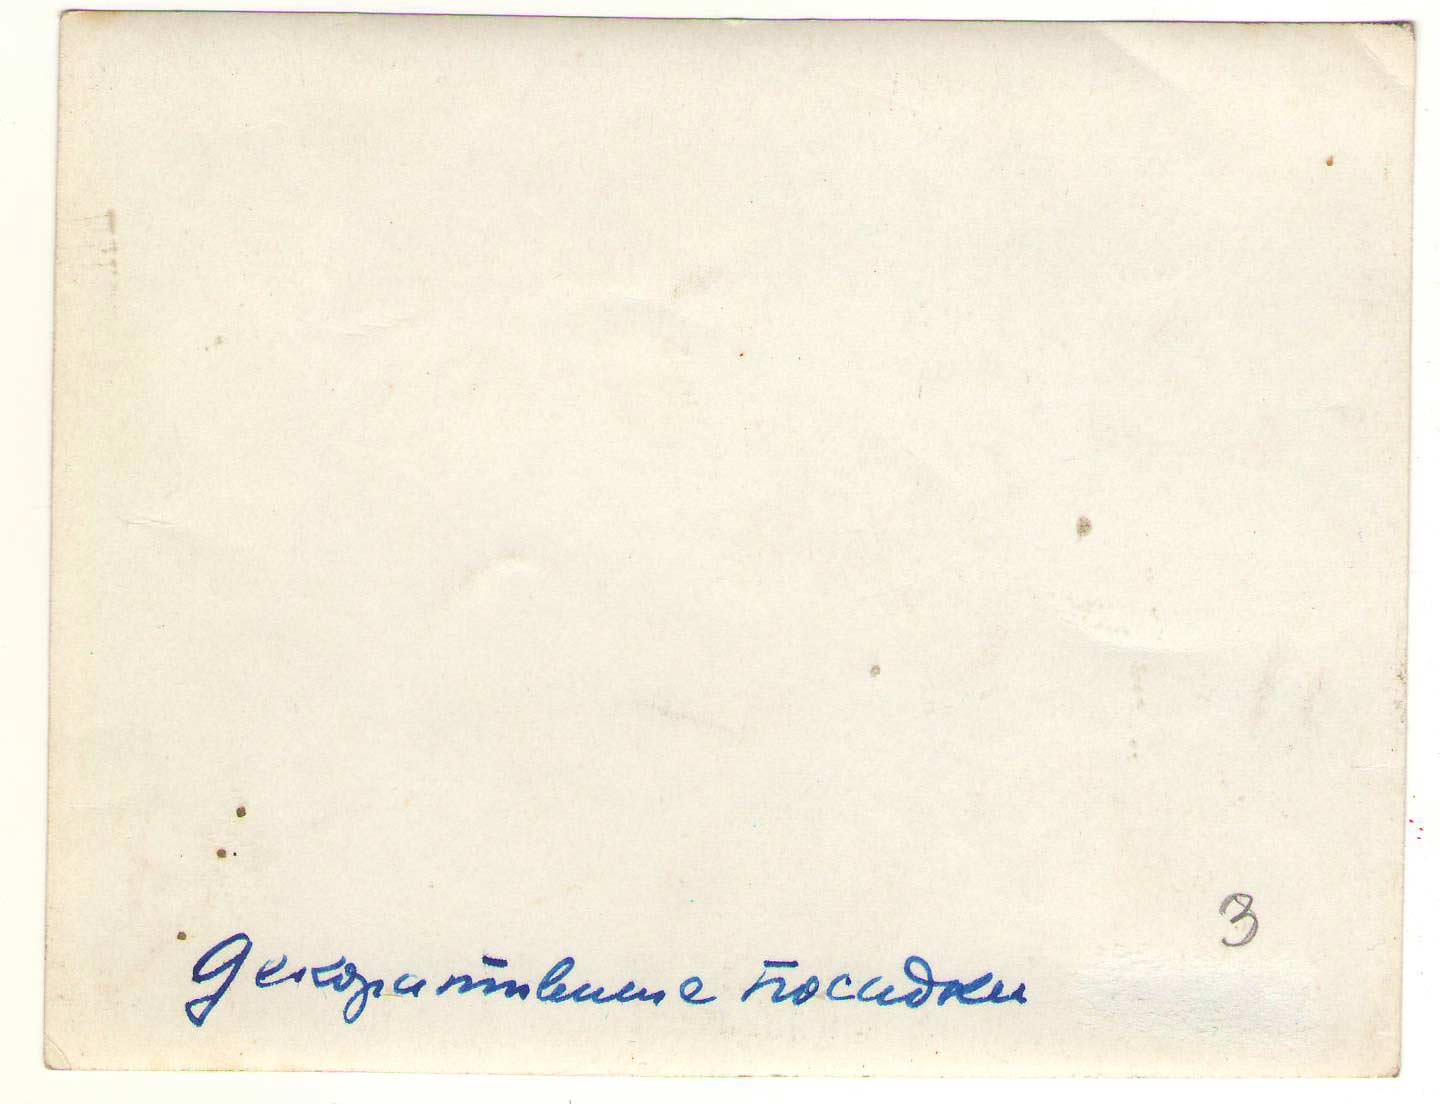 3
Декоративные посадки